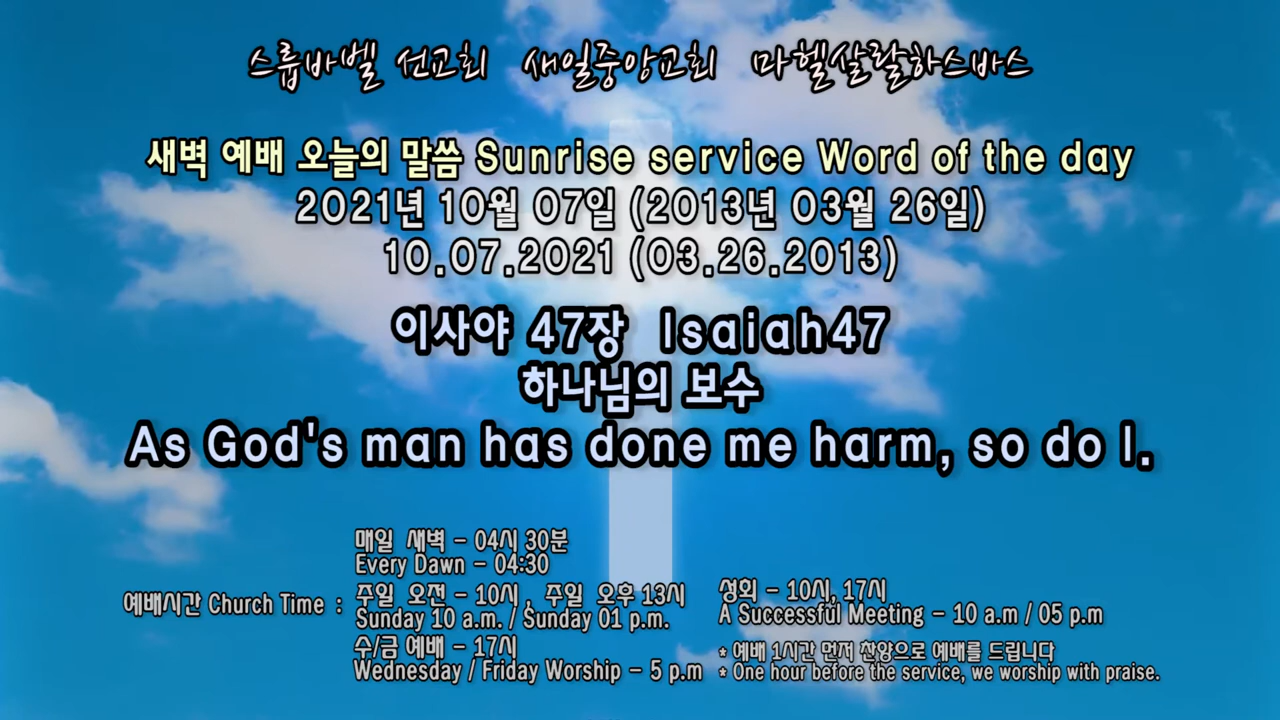 스룹바벨 선교회 새일중앙교회 마헬살랄하스바스
새벽 예배 오늘의 말씀 Sunrise service Word of the day
2021년 10월 07일 (2013년 03월 26일)
10.07.2021 (03.26.2013)
이사야 47장 Isaiah47
하나님의 보수
As God's man has done me harm, so do I.
예배시간 Church Time :
매일 새벽 - 04시 30분
Every Dawn - 04:30
주일 오전 - 10시 , 주일 오후 13시
Sunday 10 a.m. / Sunday 01 p.m.
수/금 예배 - 17시
Wednesday / Friday Worship - 5 p.m
성회 - 10시, 17시
A Successful Meeting - 10 a.m / 05 p.m
* 예배 1시간 먼저 찬양으로 예배를 드립니다
* One hour before the service, we worship with praise.